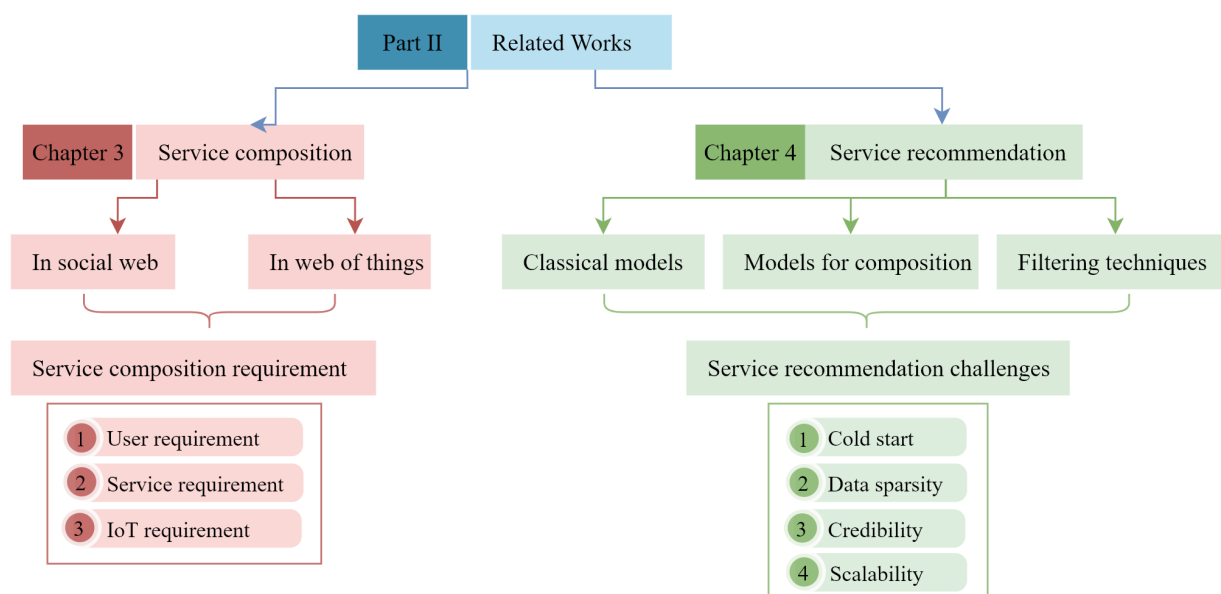 Part II Related Works
Chapter 3 Service composition
Chapter 4 Service recommendation
In social web
In web of things
Classical models
Models for composition
Filtering techniques
Service composition requirement
Service recommendation challenges
1 User requirement
2 Service requirement
3 IoT requirement
1 Cold start
2 Data sparsity
3 Credibility
4 Scalability